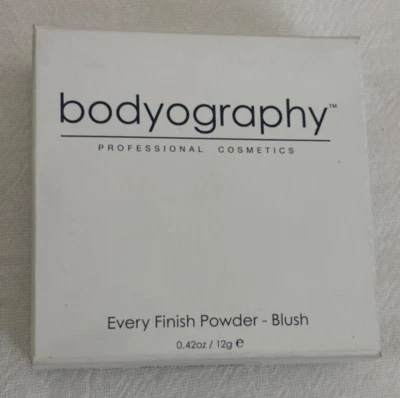 bodyography™
PROFESSIONAL COSMETICS
Every Finish Powder - Blush
0.42oz / 12g ℮